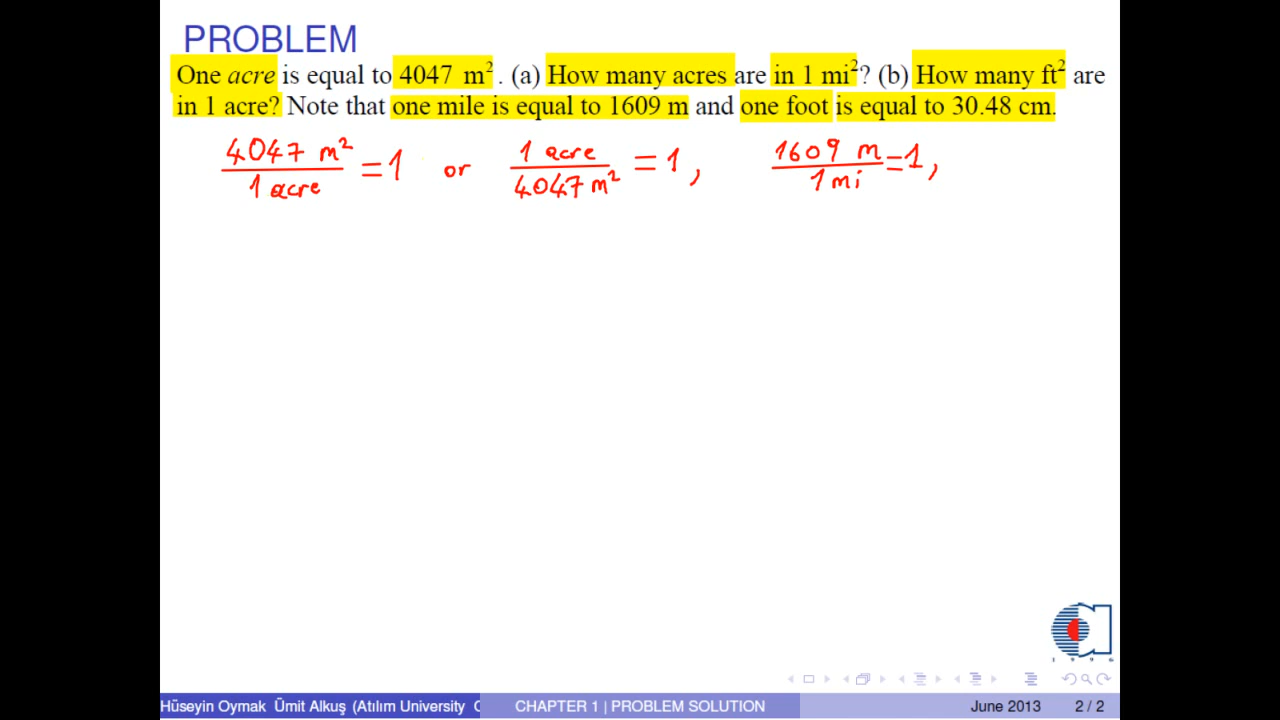 PROBLEM
One acre is equal to 4047 m². (a) How many acres are in 1 mi²? (b) How many ft² are
in 1 acre? Note that one mile is equal to 1609 m and one foot is equal to 30.48 cm.
4047 m² / 1 acre = 1 or 1 acre / 4047 m² = 1, 1609 m / 1 mi = 1,
1996
Hüseyin Oymak Ümit Alkuş (Atılım University C CHAPTER 1 | PROBLEM SOLUTION June 2013 2 / 2